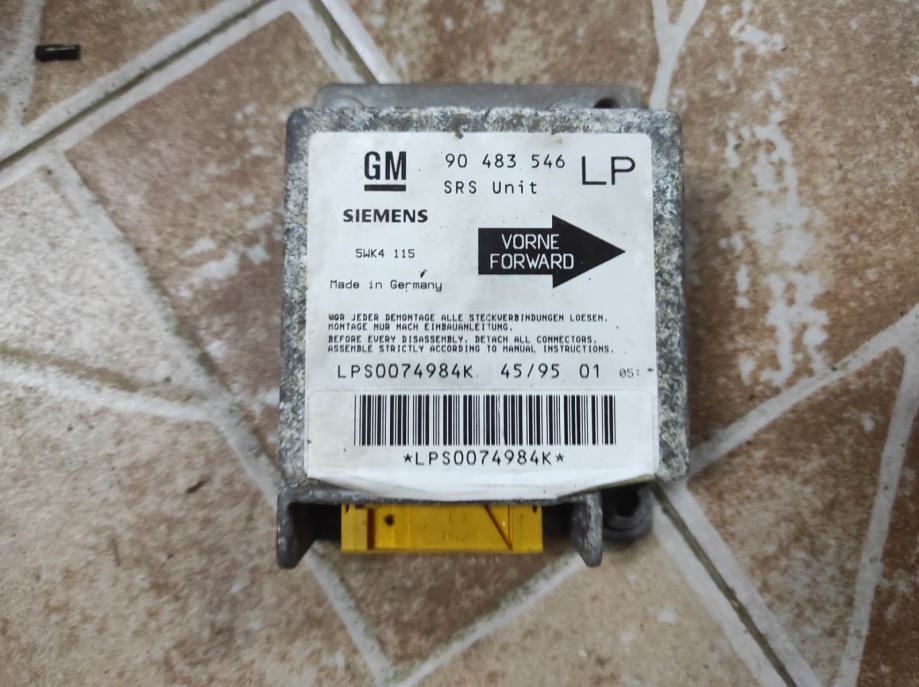 GM 90 483 546 LP
SRS Unit
SIEMENS
5WK4 115
VORNE
FORWARD
Made in Germany
VOR JEDER DEMONTAGE ALLE STECKVERBINDUNGEN LOESEN.
MONTAGE NUR NACH EINBAUANLEITUNG.
BEFORE EVERY DISASSEMBLY, DETACH ALL CONNECTORS.
ASSEMBLE STRICTLY ACCORDING TO MANUAL INSTRUCTIONS.
LPS0074984K 45/95 01 05:
*LPS0074984K*